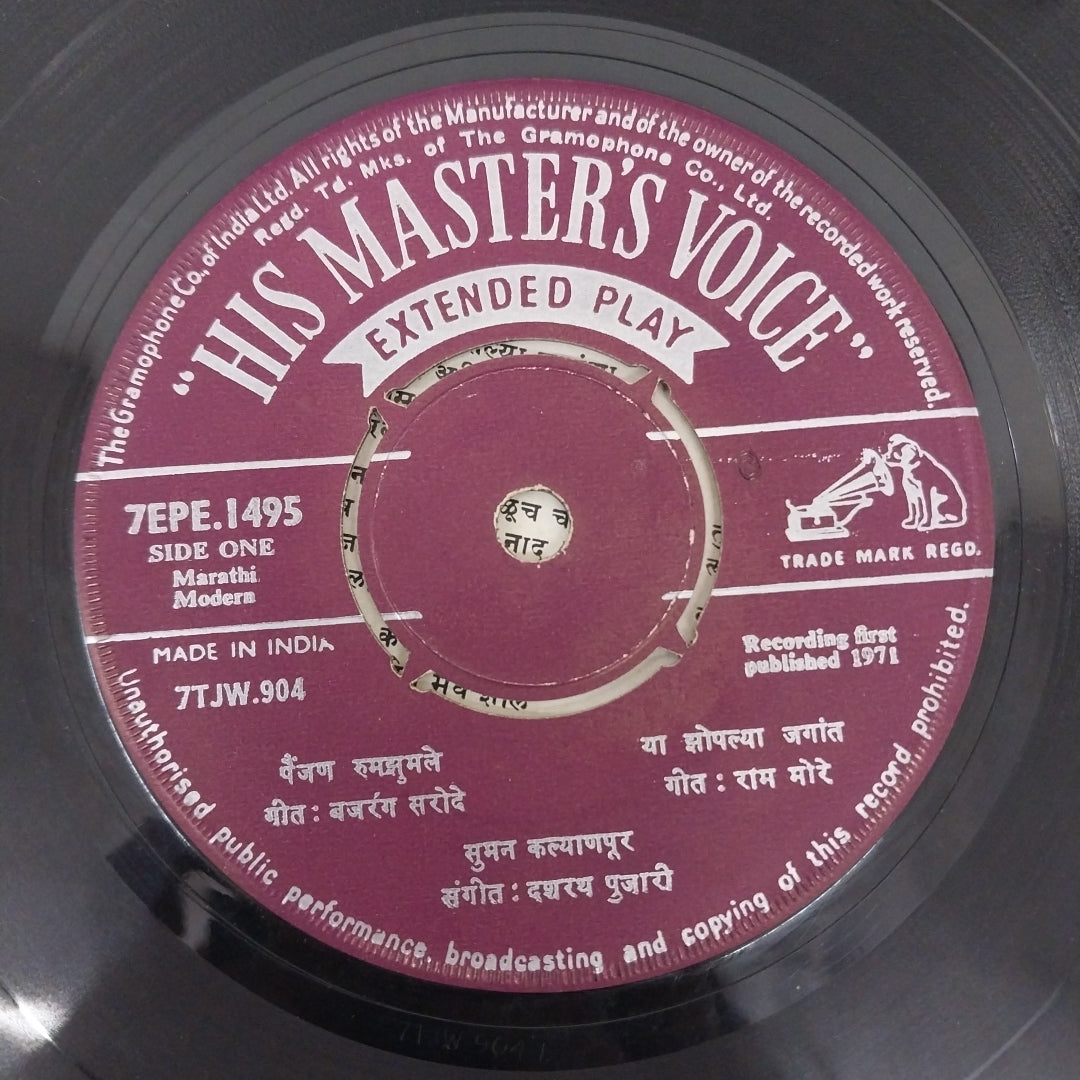 The Gramophone Co., of India Ltd. All rights of the Manufacturer and of the owner of the recorded work reserved.
Regd. Td. Mks. of The Gramophone Co., Ltd.
"HIS MASTER'S VOICE"
EXTENDED PLAY
7EPE.1495
SIDE ONE
Marathi
Modern
MADE IN INDIA
7TJW.904
TRADE MARK REGD.
Recording first
published 1971
पैंजण रुमझुमले
गीत : बजरंग सरोदे
या झोपल्या जगांत
गीत : राम मोरे
सुमन कल्याणपूर
संगीत : दशरथ पुजारी
Unauthorised public performance, broadcasting and copying of this record prohibited.
नाद